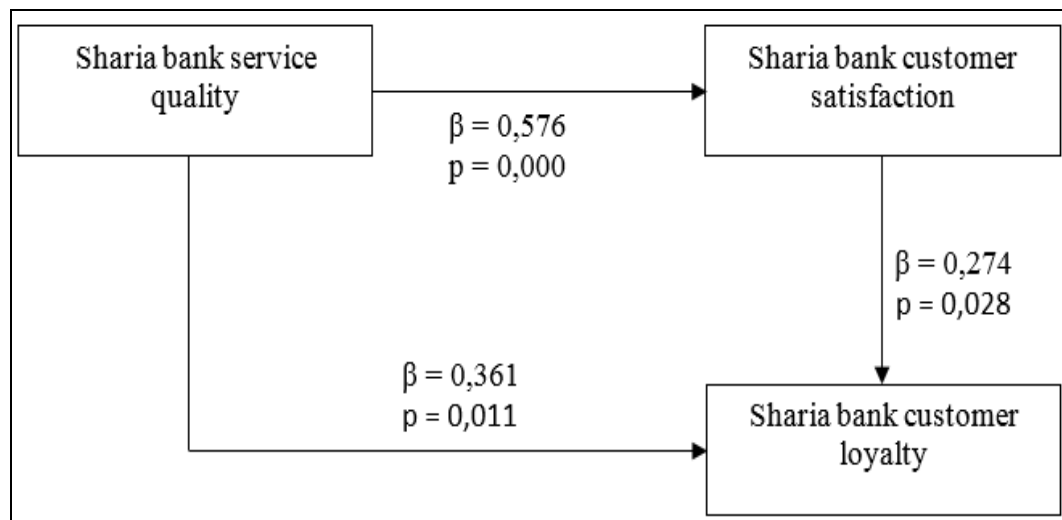 Sharia bank service
quality
Sharia bank customer
satisfaction
β = 0,576
p = 0,000
β = 0,274
p = 0,028
β = 0,361
p = 0,011
Sharia bank customer
loyalty